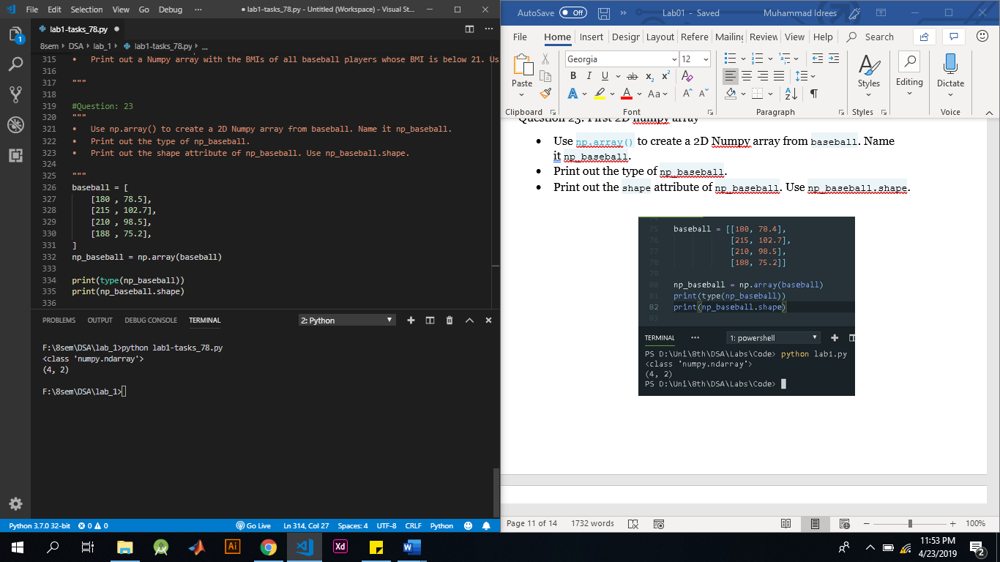 File Edit Selection View Go Debug ··· ● lab1-tasks_78.py - Untitled (Workspace) - Visual St...
1
lab1-tasks_78.py ●
8sem › DSA › lab_1 › lab1-tasks_78.py › ...
315 • Print out a Numpy array with the BMIs of all baseball players whose BMI is below 21. Us
316
317 """
318
319 #Question: 23
320 """
321 • Use np.array() to create a 2D Numpy array from baseball. Name it np_baseball.
322 • Print out the type of np_baseball.
323 • Print out the shape attribute of np_baseball. Use np_baseball.shape.
324
325 """
326 baseball = [
327 [180 , 78.5],
328 [215 , 102.7],
329 [210 , 98.5],
330 [188 , 75.2],
331 ]
332 np_baseball = np.array(baseball)
333
334 print(type(np_baseball))
335 print(np_baseball.shape)
336
PROBLEMS OUTPUT DEBUG CONSOLE TERMINAL 2: Python
F:\8sem\DSA\lab_1>python lab1-tasks_78.py
<class 'numpy.ndarray'>
(4, 2)
F:\8sem\DSA\lab_1>
Python 3.7.0 32-bit 0 0 Go Live Ln 314, Col 27 Spaces: 4 UTF-8 CRLF Python
AutoSave Off Lab01 - Saved Muhammad Idrees
File Home Insert Desigr Layout Refere Mailinç Review View Help Search
Paste
Georgia 12
B I U ab x₂ x²
A A Aa A A
Styles Editing Dictate
Clipboard Font Paragraph Styles Voice
Question 23: First 2D numpy array
• Use np.array() to create a 2D Numpy array from baseball. Name
it np_baseball.
• Print out the type of np_baseball.
• Print out the shape attribute of np_baseball. Use np_baseball.shape.
75 baseball = [[180, 78.4],
76 [215, 102.7],
77 [210, 98.5],
78 [188, 75.2]]
79
80 np_baseball = np.array(baseball)
81 print(type(np_baseball))
82 print(np_baseball.shape)
83
TERMINAL ··· 1: powershell
PS D:\Uni\8th\DSA\Labs\Code> python lab1.py
<class 'numpy.ndarray'>
(4, 2)
PS D:\Uni\8th\DSA\Labs\Code>
Page 11 of 14 1732 words 100%
Ai Xd W
11:53 PM
4/23/2019
2